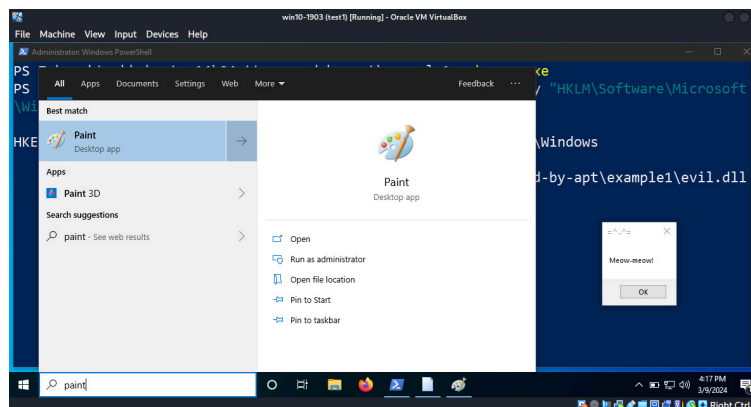 win10-1903 (test1) [Running] - Oracle VM VirtualBox
File Machine View Input Devices Help
Administrator: Windows PowerShell
PS
xe
PS
y "HKLM\Software\Microsoft
\Wi
HKE
\Windows
d-by-apt\example1\evil.dll
All Apps Documents Settings Web More Feedback ...
Best match
Paint
Desktop app
Apps
Paint 3D
Search suggestions
paint - See web results
Paint
Desktop app
Open
Run as administrator
Open file location
Pin to Start
Pin to taskbar
=^..^=
Meow-meow!
OK
paint
4:17 PM
3/9/2024
Right Ctrl